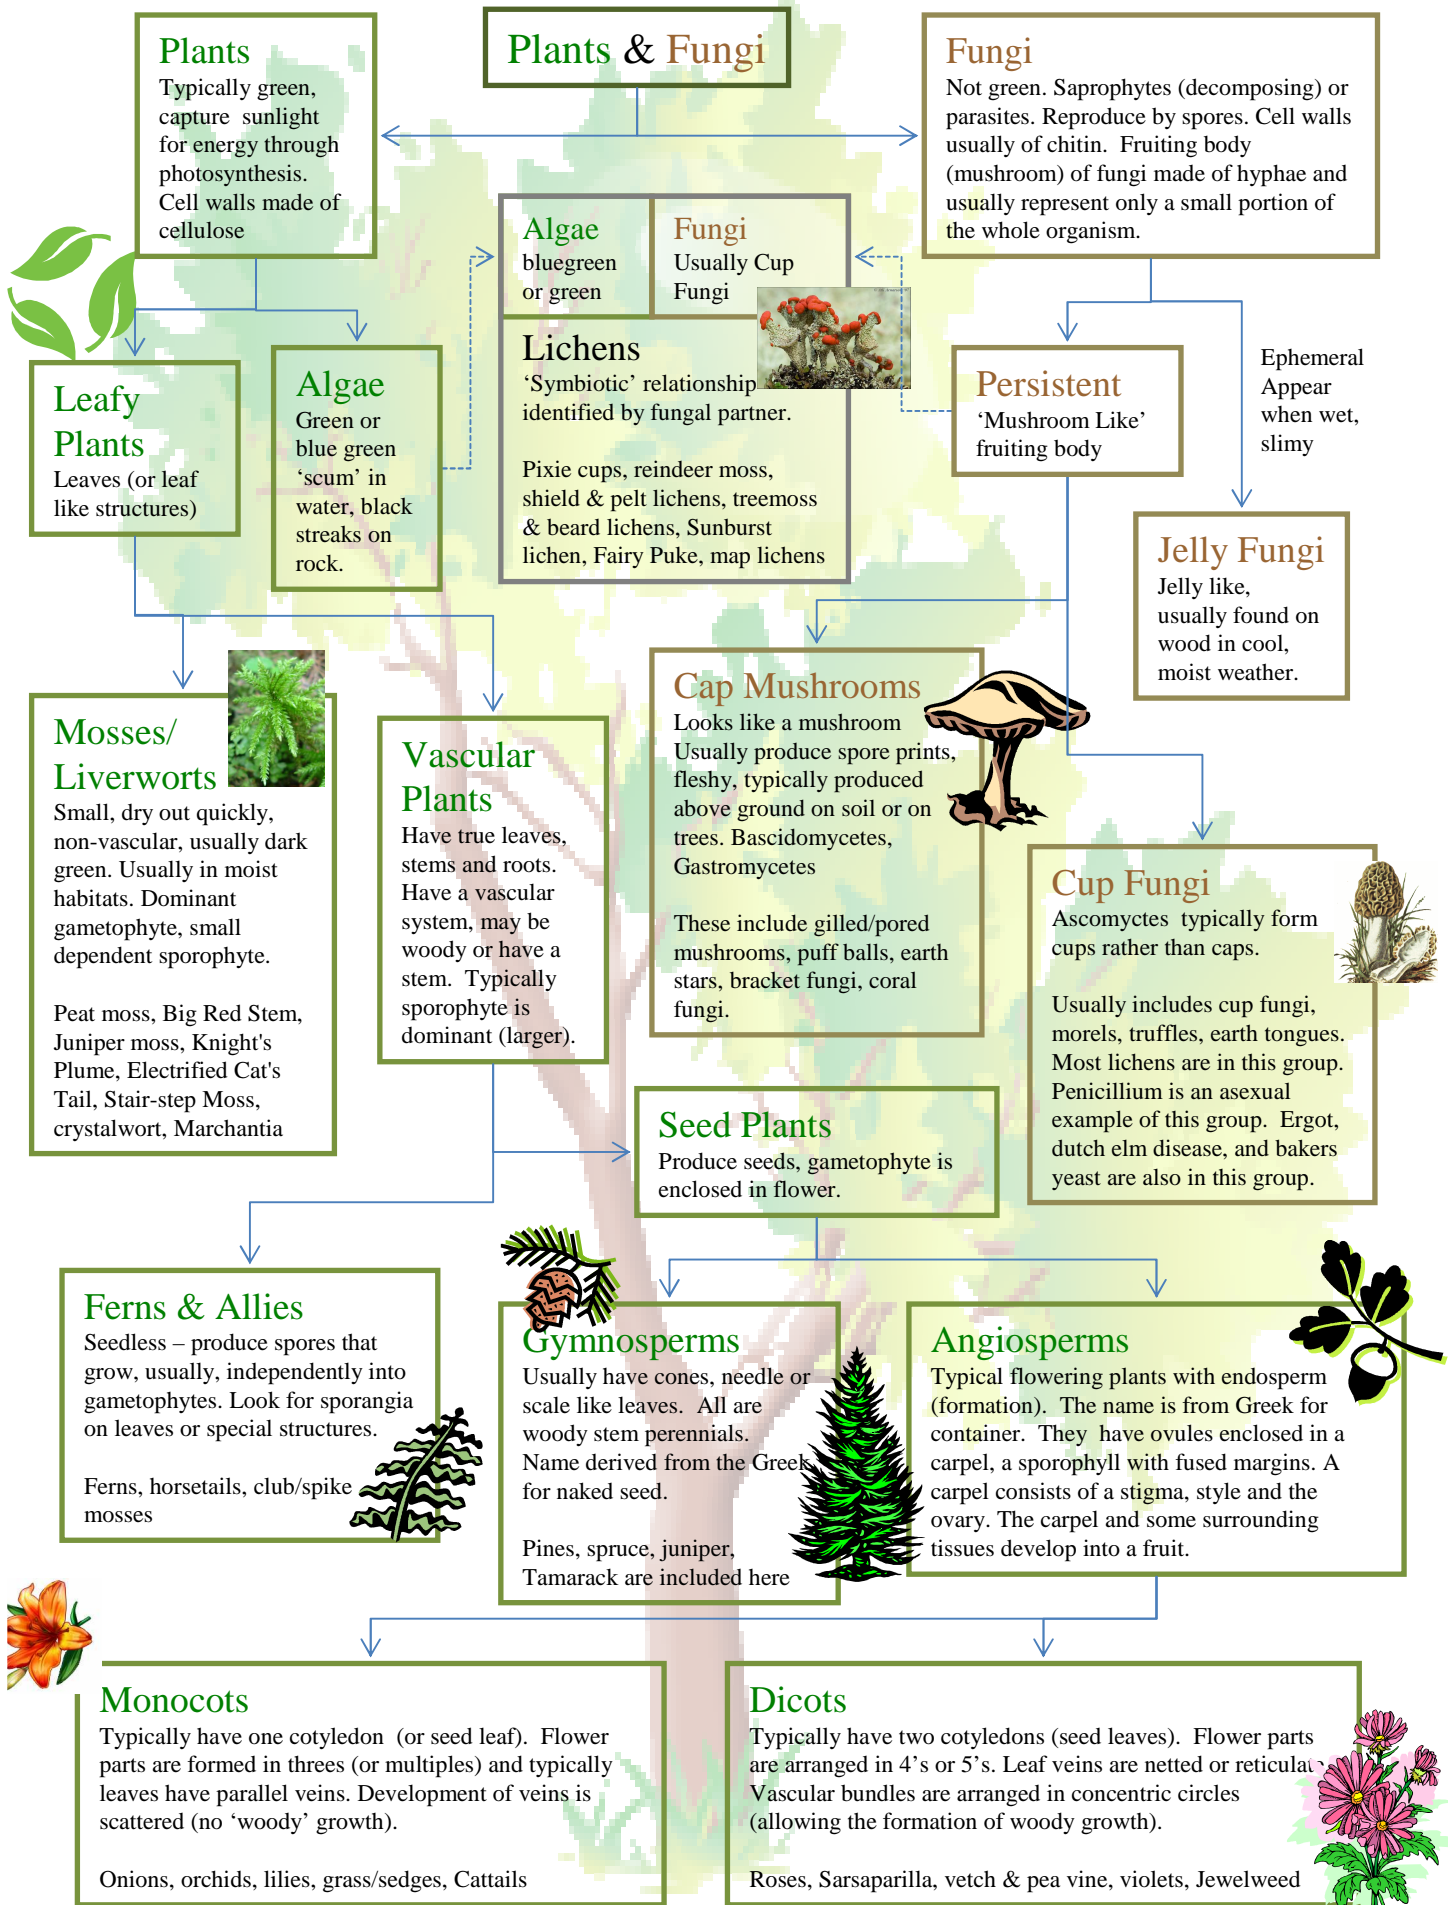 Plants & Fungi
Plants
Typically green,
capture  sunlight
for energy through
photosynthesis.
Cell walls made of
cellulose
Fungi
Not green. Saprophytes (decomposing) or
parasites. Reproduce by spores. Cell walls
usually of chitin.  Fruiting body
(mushroom) of fungi made of hyphae and
usually represent only a small portion of
the whole organism.
Algae
bluegreen
or green
Fungi
Usually Cup
Fungi
Lichens
‘Symbiotic’ relationship
identified by fungal partner.
Pixie cups, reindeer moss,
shield & pelt lichens, treemoss
& beard lichens, Sunburst
lichen, Fairy Puke, map lichens
Leafy
Plants
Leaves (or leaf
like structures)
Algae
Green or
blue green
‘scum’ in
water, black
streaks on
rock.
Persistent
‘Mushroom Like’
fruiting body
Ephemeral
Appear
when wet,
slimy
Jelly Fungi
Jelly like,
usually found on
wood in cool,
moist weather.
Mosses/
Liverworts
Small, dry out quickly,
non-vascular, usually dark
green. Usually in moist
habitats. Dominant
gametophyte, small
dependent sporophyte.
Peat moss, Big Red Stem,
Juniper moss, Knight's
Plume, Electrified Cat's
Tail, Stair-step Moss,
crystalwort, Marchantia
Vascular
Plants
Have true leaves,
stems and roots.
Have a vascular
system, may be
woody or have a
stem.  Typically
sporophyte is
dominant (larger).
Cap Mushrooms
Looks like a mushroom
Usually produce spore prints,
fleshy, typically produced
above ground on soil or on
trees. Bascidomycetes,
Gastromycetes
These include gilled/pored
mushrooms, puff balls, earth
stars, bracket fungi, coral
fungi.
Cup Fungi
Ascomyctes  typically form
cups rather than caps.
Usually includes cup fungi,
morels, truffles, earth tongues.
Most lichens are in this group.
Penicillium is an asexual
example of this group.  Ergot,
dutch elm disease, and bakers
yeast are also in this group.
Seed Plants
Produce seeds, gametophyte is
enclosed in flower.
Ferns & Allies
Seedless – produce spores that
grow, usually, independently into
gametophytes. Look for sporangia
on leaves or special structures.
Ferns, horsetails, club/spike
mosses
Gymnosperms
Usually have cones, needle or
scale like leaves.  All are
woody stem perennials.
Name derived from the Greek
for naked seed.
Pines, spruce, juniper,
Tamarack are included here
Angiosperms
Typical flowering plants with endosperm
(formation).  The name is from Greek for
container.  They  have ovules enclosed in a
carpel, a sporophyll with fused margins. A
carpel consists of a stigma, style and the
ovary. The carpel and some surrounding
tissues develop into a fruit.
Monocots
Typically have one cotyledon  (or seed leaf).  Flower
parts are formed in threes (or multiples) and typically
leaves have parallel veins. Development of veins is
scattered (no ‘woody’ growth).
Onions, orchids, lilies, grass/sedges, Cattails
Dicots
Typically have two cotyledons (seed leaves).  Flower parts
are arranged in 4’s or 5’s. Leaf veins are netted or reticulate.
Vascular bundles are arranged in concentric circles
(allowing the formation of woody growth).
Roses, Sarsaparilla, vetch & pea vine, violets, Jewelweed